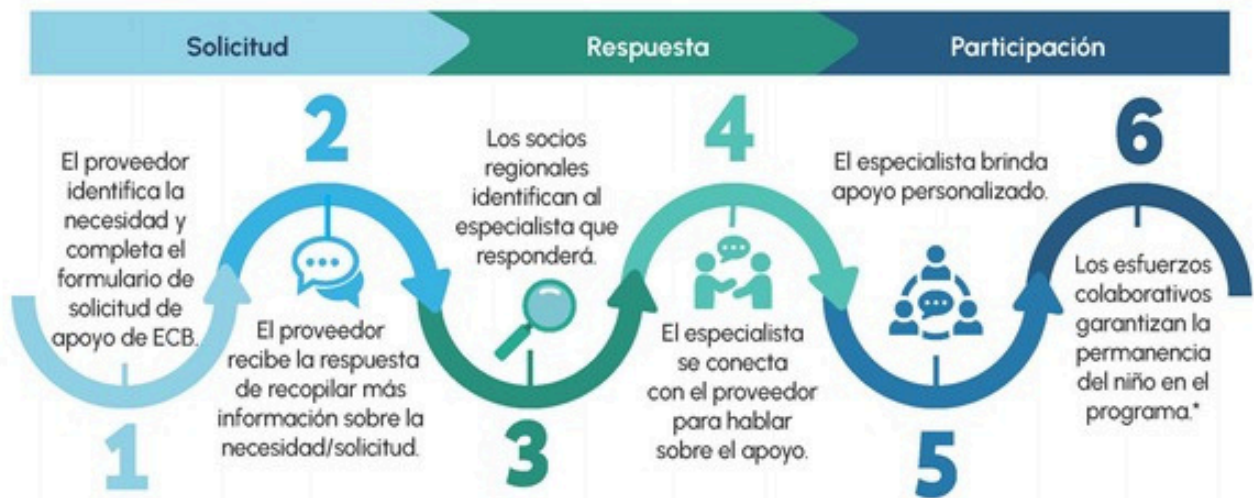 Solicitud
Respuesta
Participación
1
El proveedor
identifica la
necesidad y
completa el
formulario de
solicitud de
apoyo de ECB.
2
El proveedor
recibe la respuesta
de recopilar más
información sobre la
necesidad/solicitud.
3
Los socios
regionales
identifican al
especialista que
responderá.
4
El especialista
se conecta
con el proveedor
para hablar
sobre el apoyo.
5
El especialista brinda
apoyo personalizado.
6
Los esfuerzos
colaborativos
garantizan la
permanencia
del niño en el
programa.*